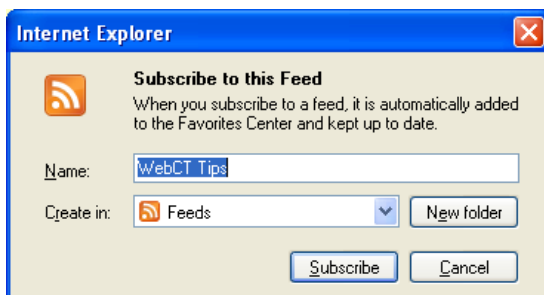 Internet Explorer
Subscribe to this Feed
When you subscribe to a feed, it is automatically added
to the Favorites Center and kept up to date.
Name: WebCT Tips
Create in: Feeds New folder
Subscribe Cancel